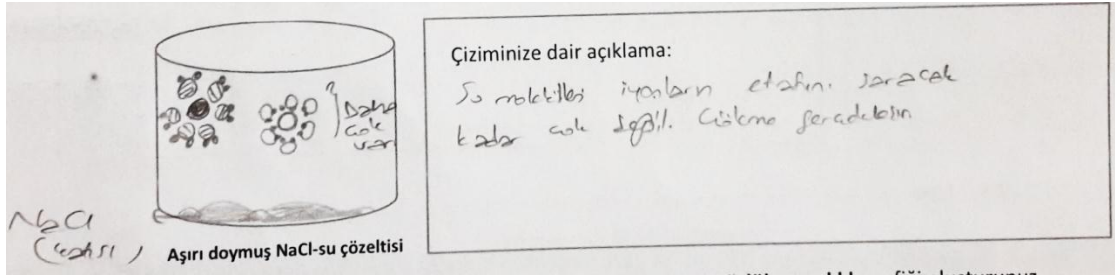 Çiziminize dair açıklama:
Su molekülleri iyonların etrafını saracak
kadar çok değil. Çökme
Daha
çok
var
NaCl
(katısı)
Aşırı doymuş NaCl-su çözeltisi